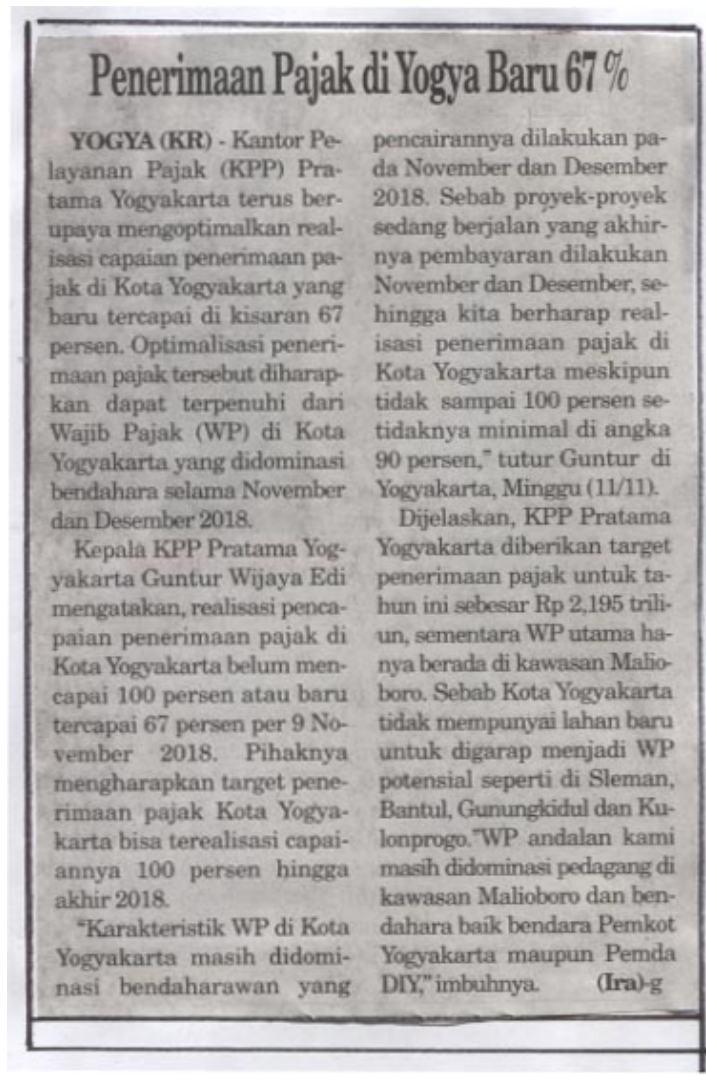 Penerimaan Pajak di Yogya Baru 67 %
YOGYA (KR) - Kantor Pe-
layanan Pajak (KPP) Pra-
tama Yogyakarta terus ber-
upaya mengoptimalkan real-
isasi capaian penerimaan pa-
jak di Kota Yogyakarta yang
baru tercapai di kisaran 67
persen. Optimalisasi peneri-
maan pajak tersebut diharap-
kan dapat terpenuhi dari
Wajib Pajak (WP) di Kota
Yogyakarta yang didominasi
bendahara selama November
dan Desember 2018.
Kepala KPP Pratama Yog-
yakarta Guntur Wijaya Edi
mengatakan, realisasi penca-
paian penerimaan pajak di
Kota Yogyakarta belum men-
capai 100 persen atau baru
tercapai 67 persen per 9 No-
vember 2018. Pihaknya
mengharapkan target pene-
rimaan pajak Kota Yogya-
karta bisa terealisasi capai-
annya 100 persen hingga
akhir 2018.
"Karakteristik WP di Kota
Yogyakarta masih didomi-
nasi bendaharawan yang
pencairannya dilakukan pa-
da November dan Desember
2018. Sebab proyek-proyek
sedang berjalan yang akhir-
nya pembayaran dilakukan
November dan Desember, se-
hingga kita berharap real-
isasi penerimaan pajak di
Kota Yogyakarta meskipun
tidak sampai 100 persen se-
tidaknya minimal di angka
90 persen," tutur Guntur di
Yogyakarta, Minggu (11/11).
Dijelaskan, KPP Pratama
Yogyakarta diberikan target
penerimaan pajak untuk ta-
hun ini sebesar Rp 2,195 trili-
un, sementara WP utama ha-
nya berada di kawasan Malio-
boro. Sebab Kota Yogyakarta
tidak mempunyai lahan baru
untuk digarap menjadi WP
potensial seperti di Sleman,
Bantul, Gunungkidul dan Ku-
lonprogo."WP andalan kami
masih didominasi pedagang di
kawasan Malioboro dan ben-
dahara baik bendara Pemkot
Yogyakarta maupun Pemda
DIY," imbuhnya. (Ira)-g